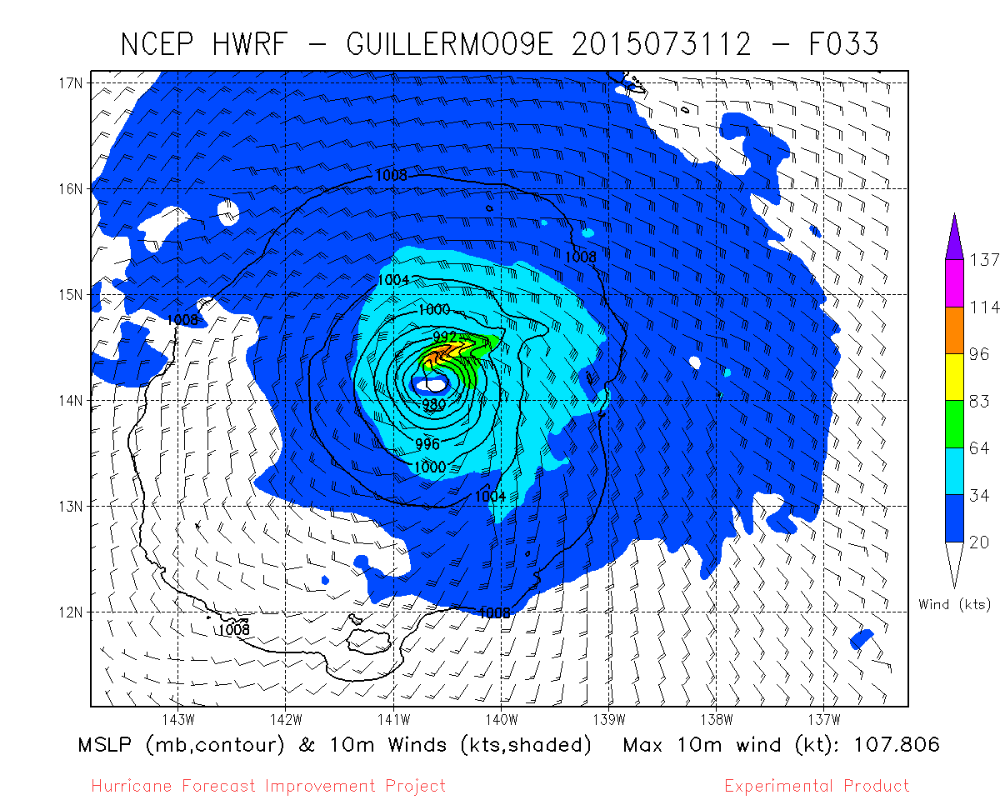 NCEP HWRF – GUILLERMO09E 2015073112 – F033
17N
16N
15N
14N
13N
12N
1008
1008
1004
1000
1008
992
980
996
1000
1004
1008
1008
137
114
96
83
64
34
20
Wind (kts)
143W 142W 141W 140W 139W 138W 137W
MSLP (mb,contour) & 10m Winds (kts,shaded) Max 10m wind (kt): 107.806
Hurricane Forecast Improvement Project Experimental Product